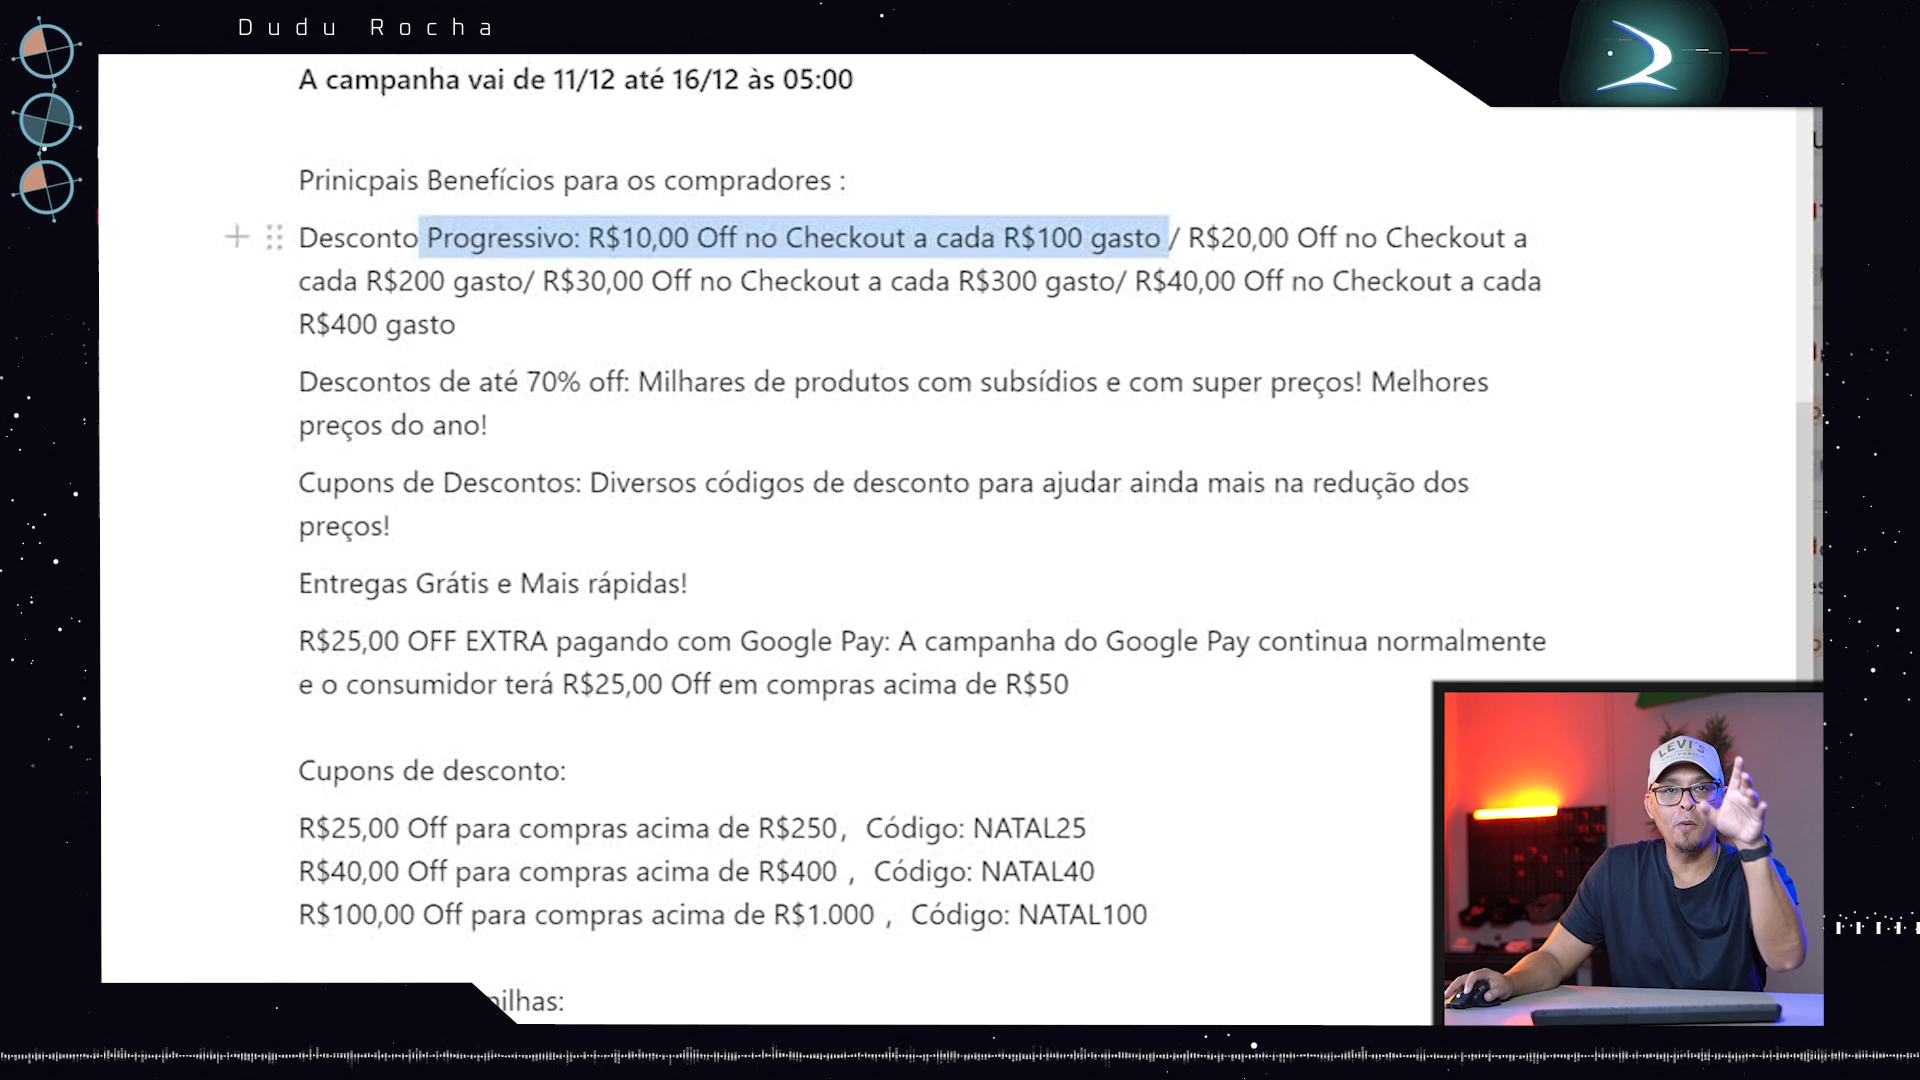 Dudu Rocha
A campanha vai de 11/12 até 16/12 às 05:00
Prinicpais Benefícios para os compradores :
Desconto Progressivo: R$10,00 Off no Checkout a cada R$100 gasto / R$20,00 Off no Checkout a
cada R$200 gasto/ R$30,00 Off no Checkout a cada R$300 gasto/ R$40,00 Off no Checkout a cada
R$400 gasto
Descontos de até 70% off: Milhares de produtos com subsídios e com super preços! Melhores
preços do ano!
Cupons de Descontos: Diversos códigos de desconto para ajudar ainda mais na redução dos
preços!
Entregas Grátis e Mais rápidas!
R$25,00 OFF EXTRA pagando com Google Pay: A campanha do Google Pay continua normalmente
e o consumidor terá R$25,00 Off em compras acima de R$50
Cupons de desconto:
R$25,00 Off para compras acima de R$250, Código: NATAL25
R$40,00 Off para compras acima de R$400 , Código: NATAL40
R$100,00 Off para compras acima de R$1.000 , Código: NATAL100
nilhas:
LEVI'S